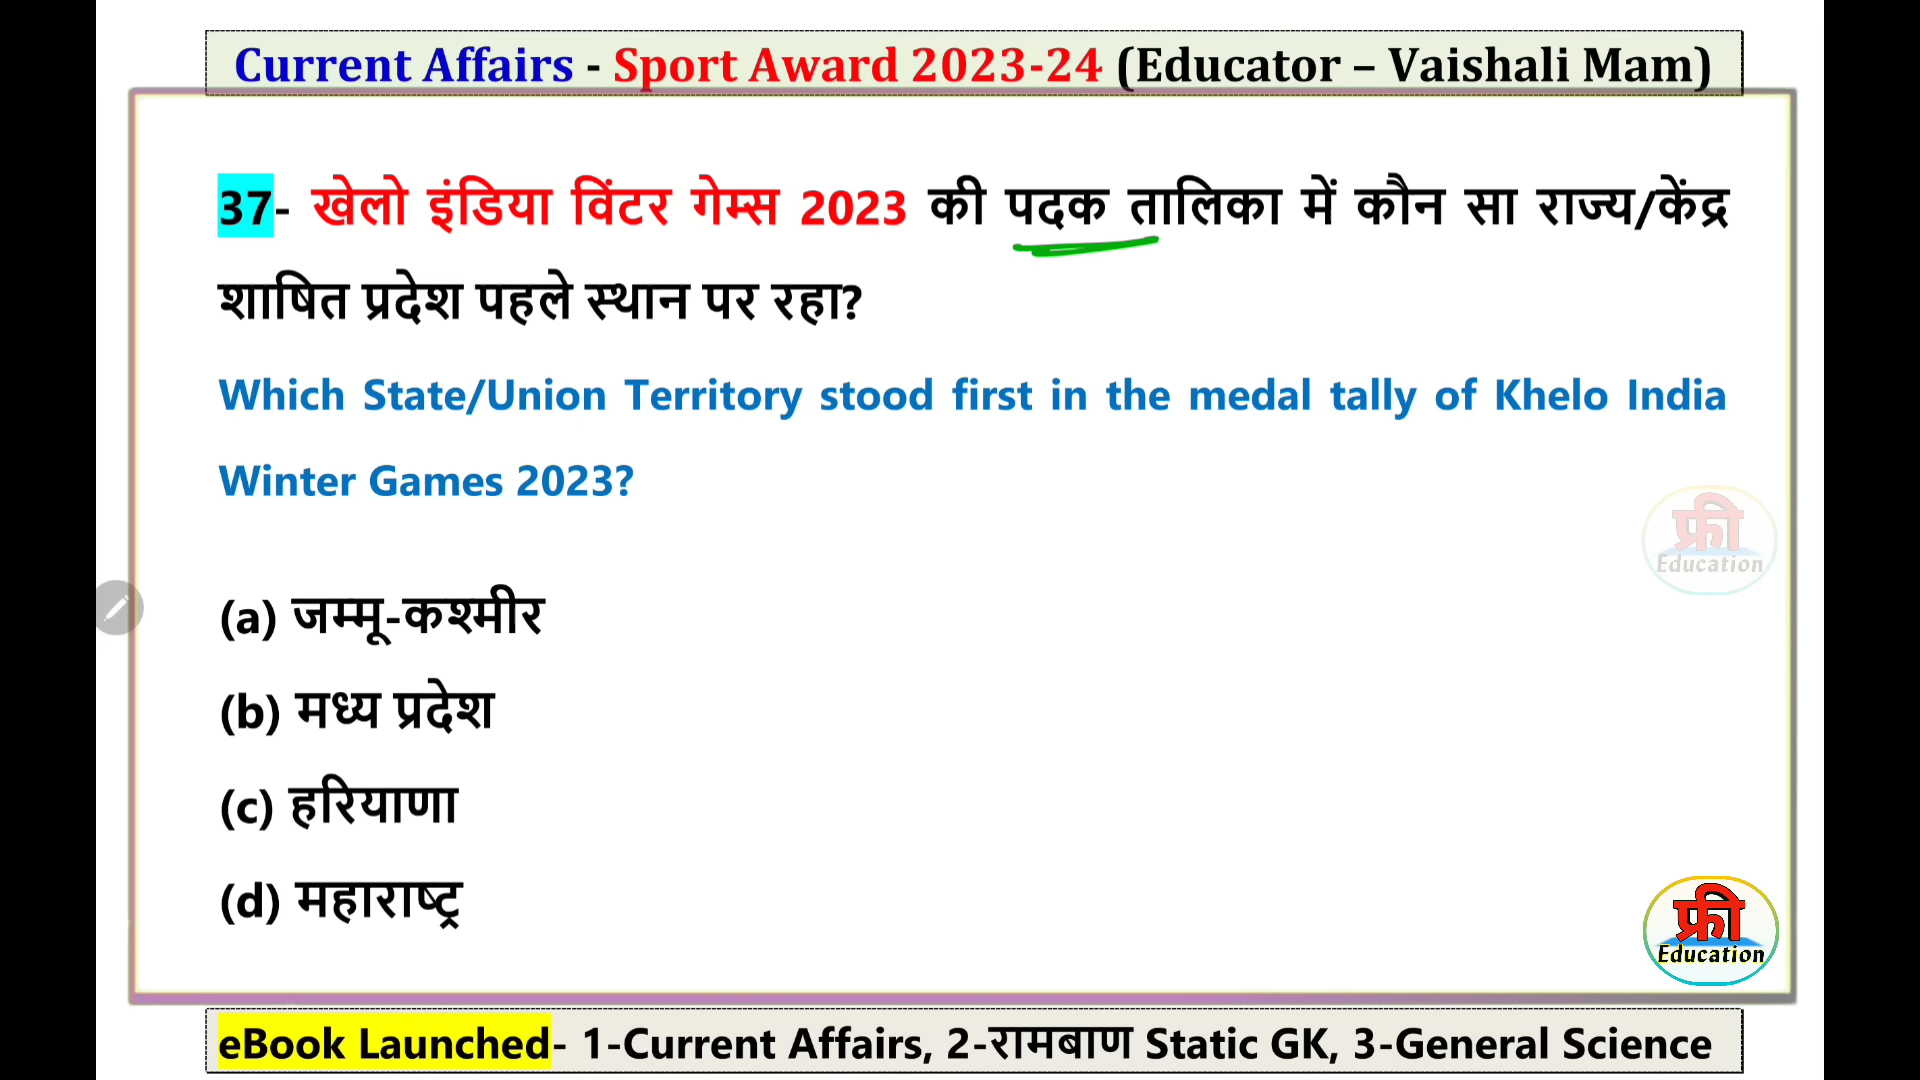 Current Affairs - Sport Award 2023-24 (Educator – Vaishali Mam)
37- खेलो इंडिया विंटर गेम्स 2023 की पदक तालिका में कौन सा राज्य/केंद्र
शाषित प्रदेश पहले स्थान पर रहा?
Which State/Union Territory stood first in the medal tally of Khelo India
Winter Games 2023?
फ्री
Education
(a) जम्मू-कश्मीर
(b) मध्य प्रदेश
(c) हरियाणा
(d) महाराष्ट्र
फ्री
Education
eBook Launched- 1-Current Affairs, 2-रामबाण Static GK, 3-General Science